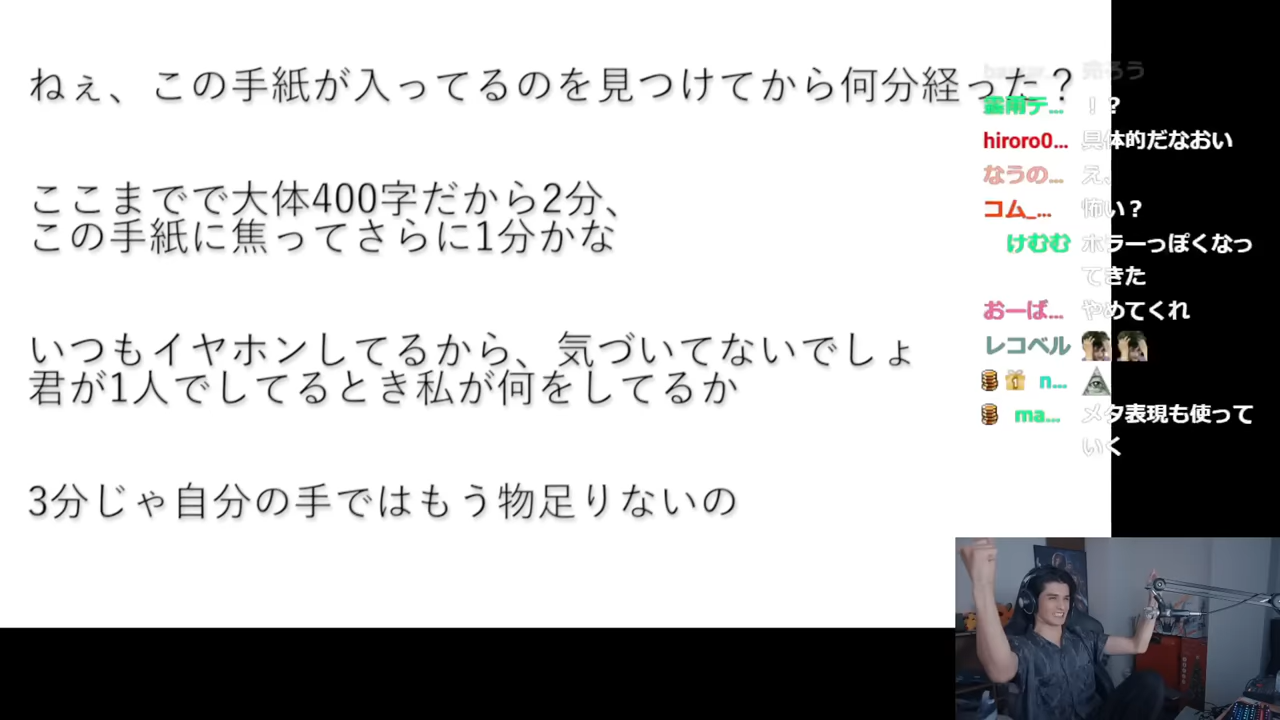 ねぇ、この手紙が入ってるのを見つけてから何分経った？
ここまでで大体400字だから2分、
この手紙に焦ってさらに1分かな
いつもイヤホンしてるから、気づいてないでしょ
君が1人でしてるとき私が何をしてるか
3分じゃ自分の手ではもう物足りないの
売ろう
霊雨テ... ！？
hiroro0... 具体的だなおい
なうの... え、
コム_... 怖い？
けむむ ホラーっぽくなっ
てきた
おーば... やめてくれ
レコベル
n...
ma... メタ表現も使って
いく